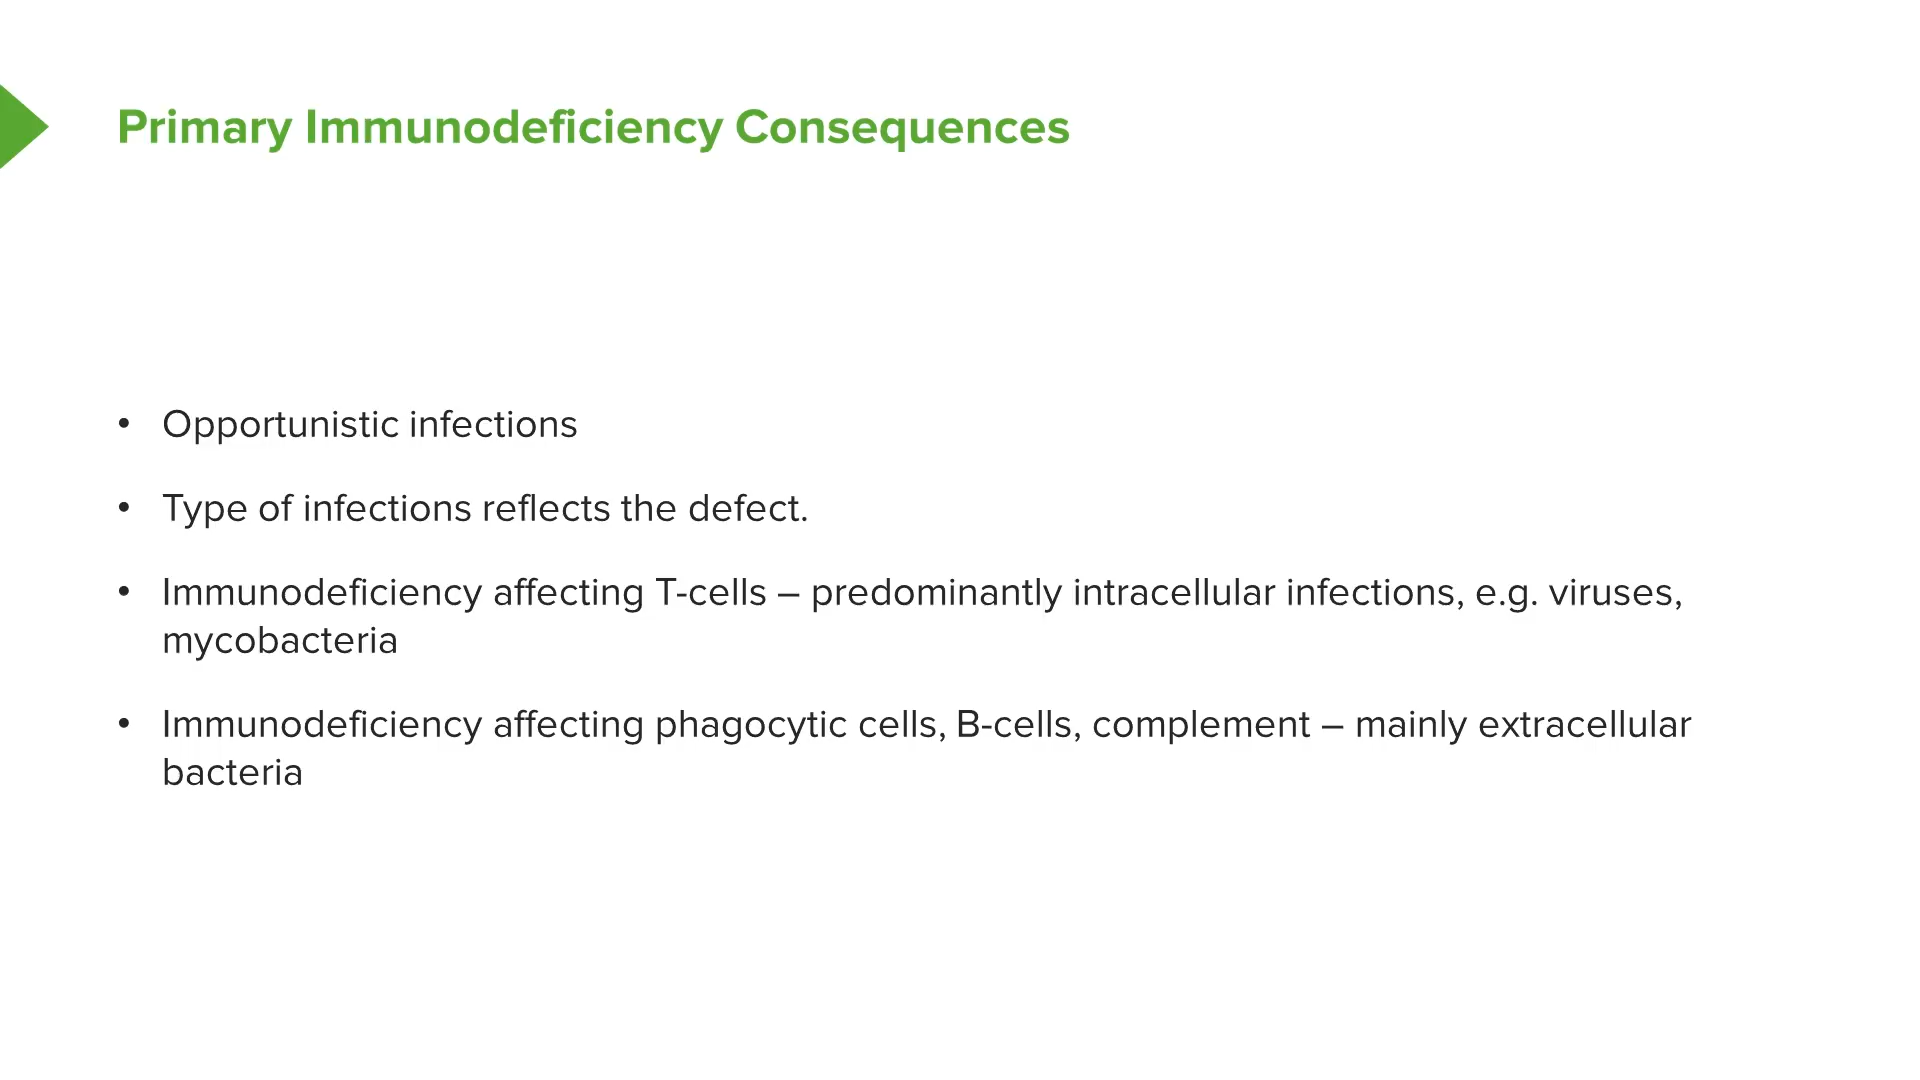 Primary Immunodeficiency Consequences
• Opportunistic infections
• Type of infections reflects the defect.
• Immunodeficiency affecting T-cells – predominantly intracellular infections, e.g. viruses,
mycobacteria
• Immunodeficiency affecting phagocytic cells, B-cells, complement – mainly extracellular
bacteria